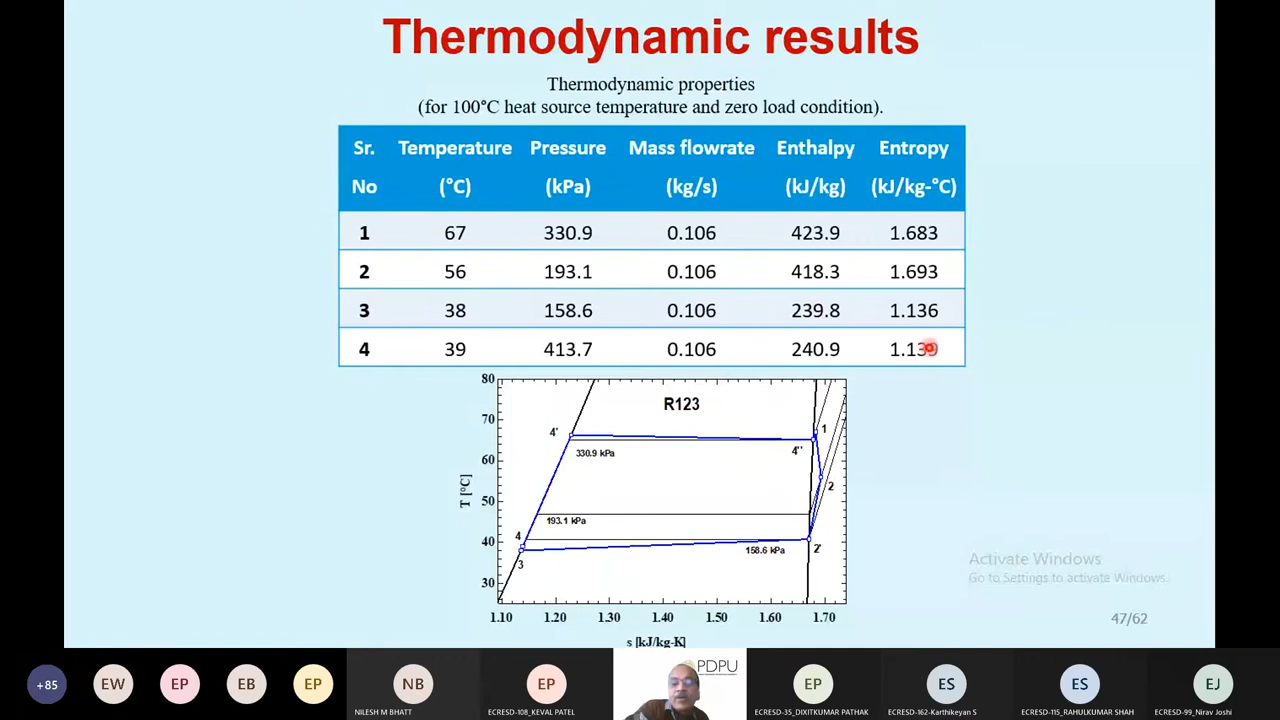 Thermodynamic results
Thermodynamic properties
(for 100°C heat source temperature and zero load condition).
Sr. No Temperature (°C) Pressure (kPa) Mass flowrate (kg/s) Enthalpy (kJ/kg) Entropy (kJ/kg-°C)
1 67 330.9 0.106 423.9 1.683
2 56 193.1 0.106 418.3 1.693
3 38 158.6 0.106 239.8 1.136
4 39 413.7 0.106 240.9 1.139
80
R123
70
4' 1
4''
330.9 kPa
60
T [°C]
2
50
193.1 kPa
4
40
158.6 kPa 2'
3
30
1.10 1.20 1.30 1.40 1.50 1.60 1.70
s [kJ/kg-K]
Activate Windows
Go to Settings to activate Windows.
47/62
+85 EW EP EB EP NB EP PDPU EP ES ES EJ
NILESH M BHATT ECRESD-108_KEVAL PATEL ECRESD-35_DIXITKUMAR PATHAK ECRESD-162-Karthikeyan S ECRESD-115_RAHULKUMAR SHAH ECRESD-99_Nirav Joshi